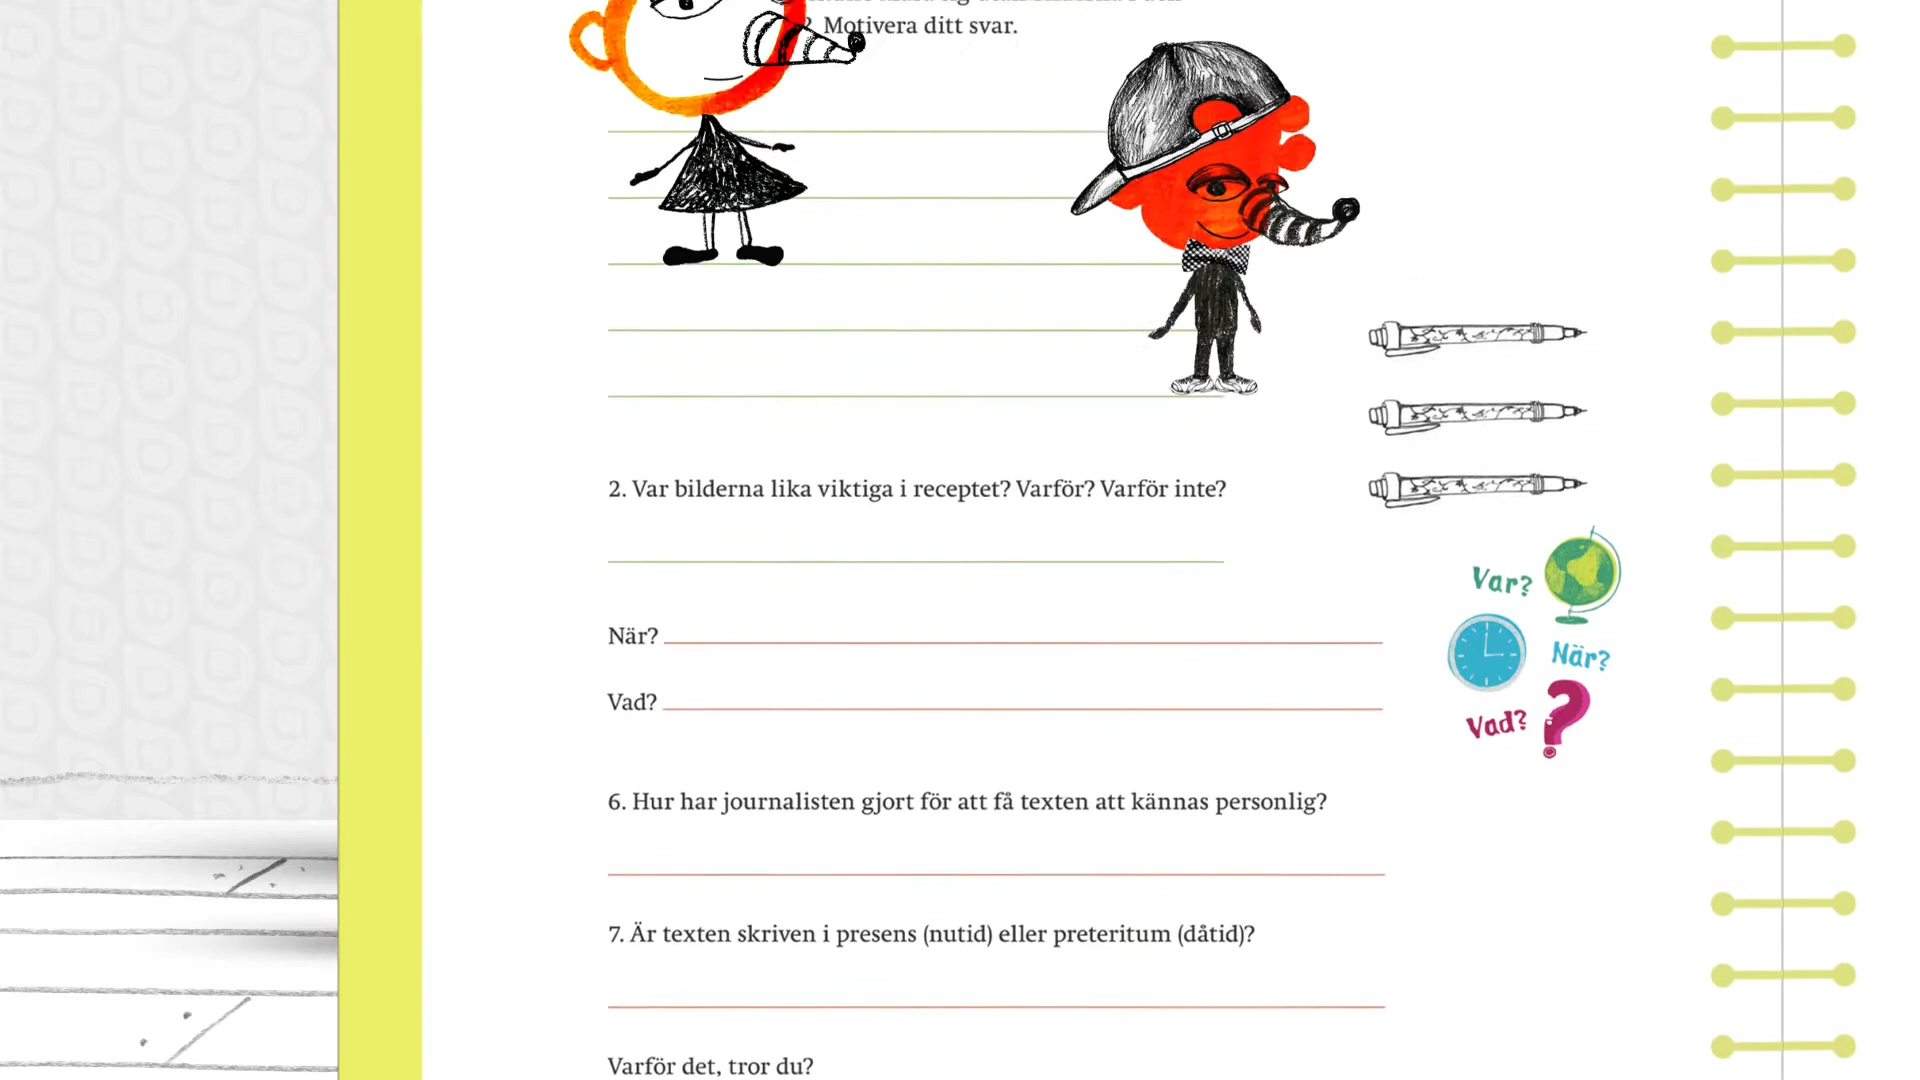 Motivera ditt svar.
2. Var bilderna lika viktiga i receptet? Varför? Varför inte?
Var?
När?
När?
Vad?
Vad?
6. Hur har journalisten gjort för att få texten att kännas personlig?
7. Är texten skriven i presens (nutid) eller preteritum (dåtid)?
Varför det, tror du?